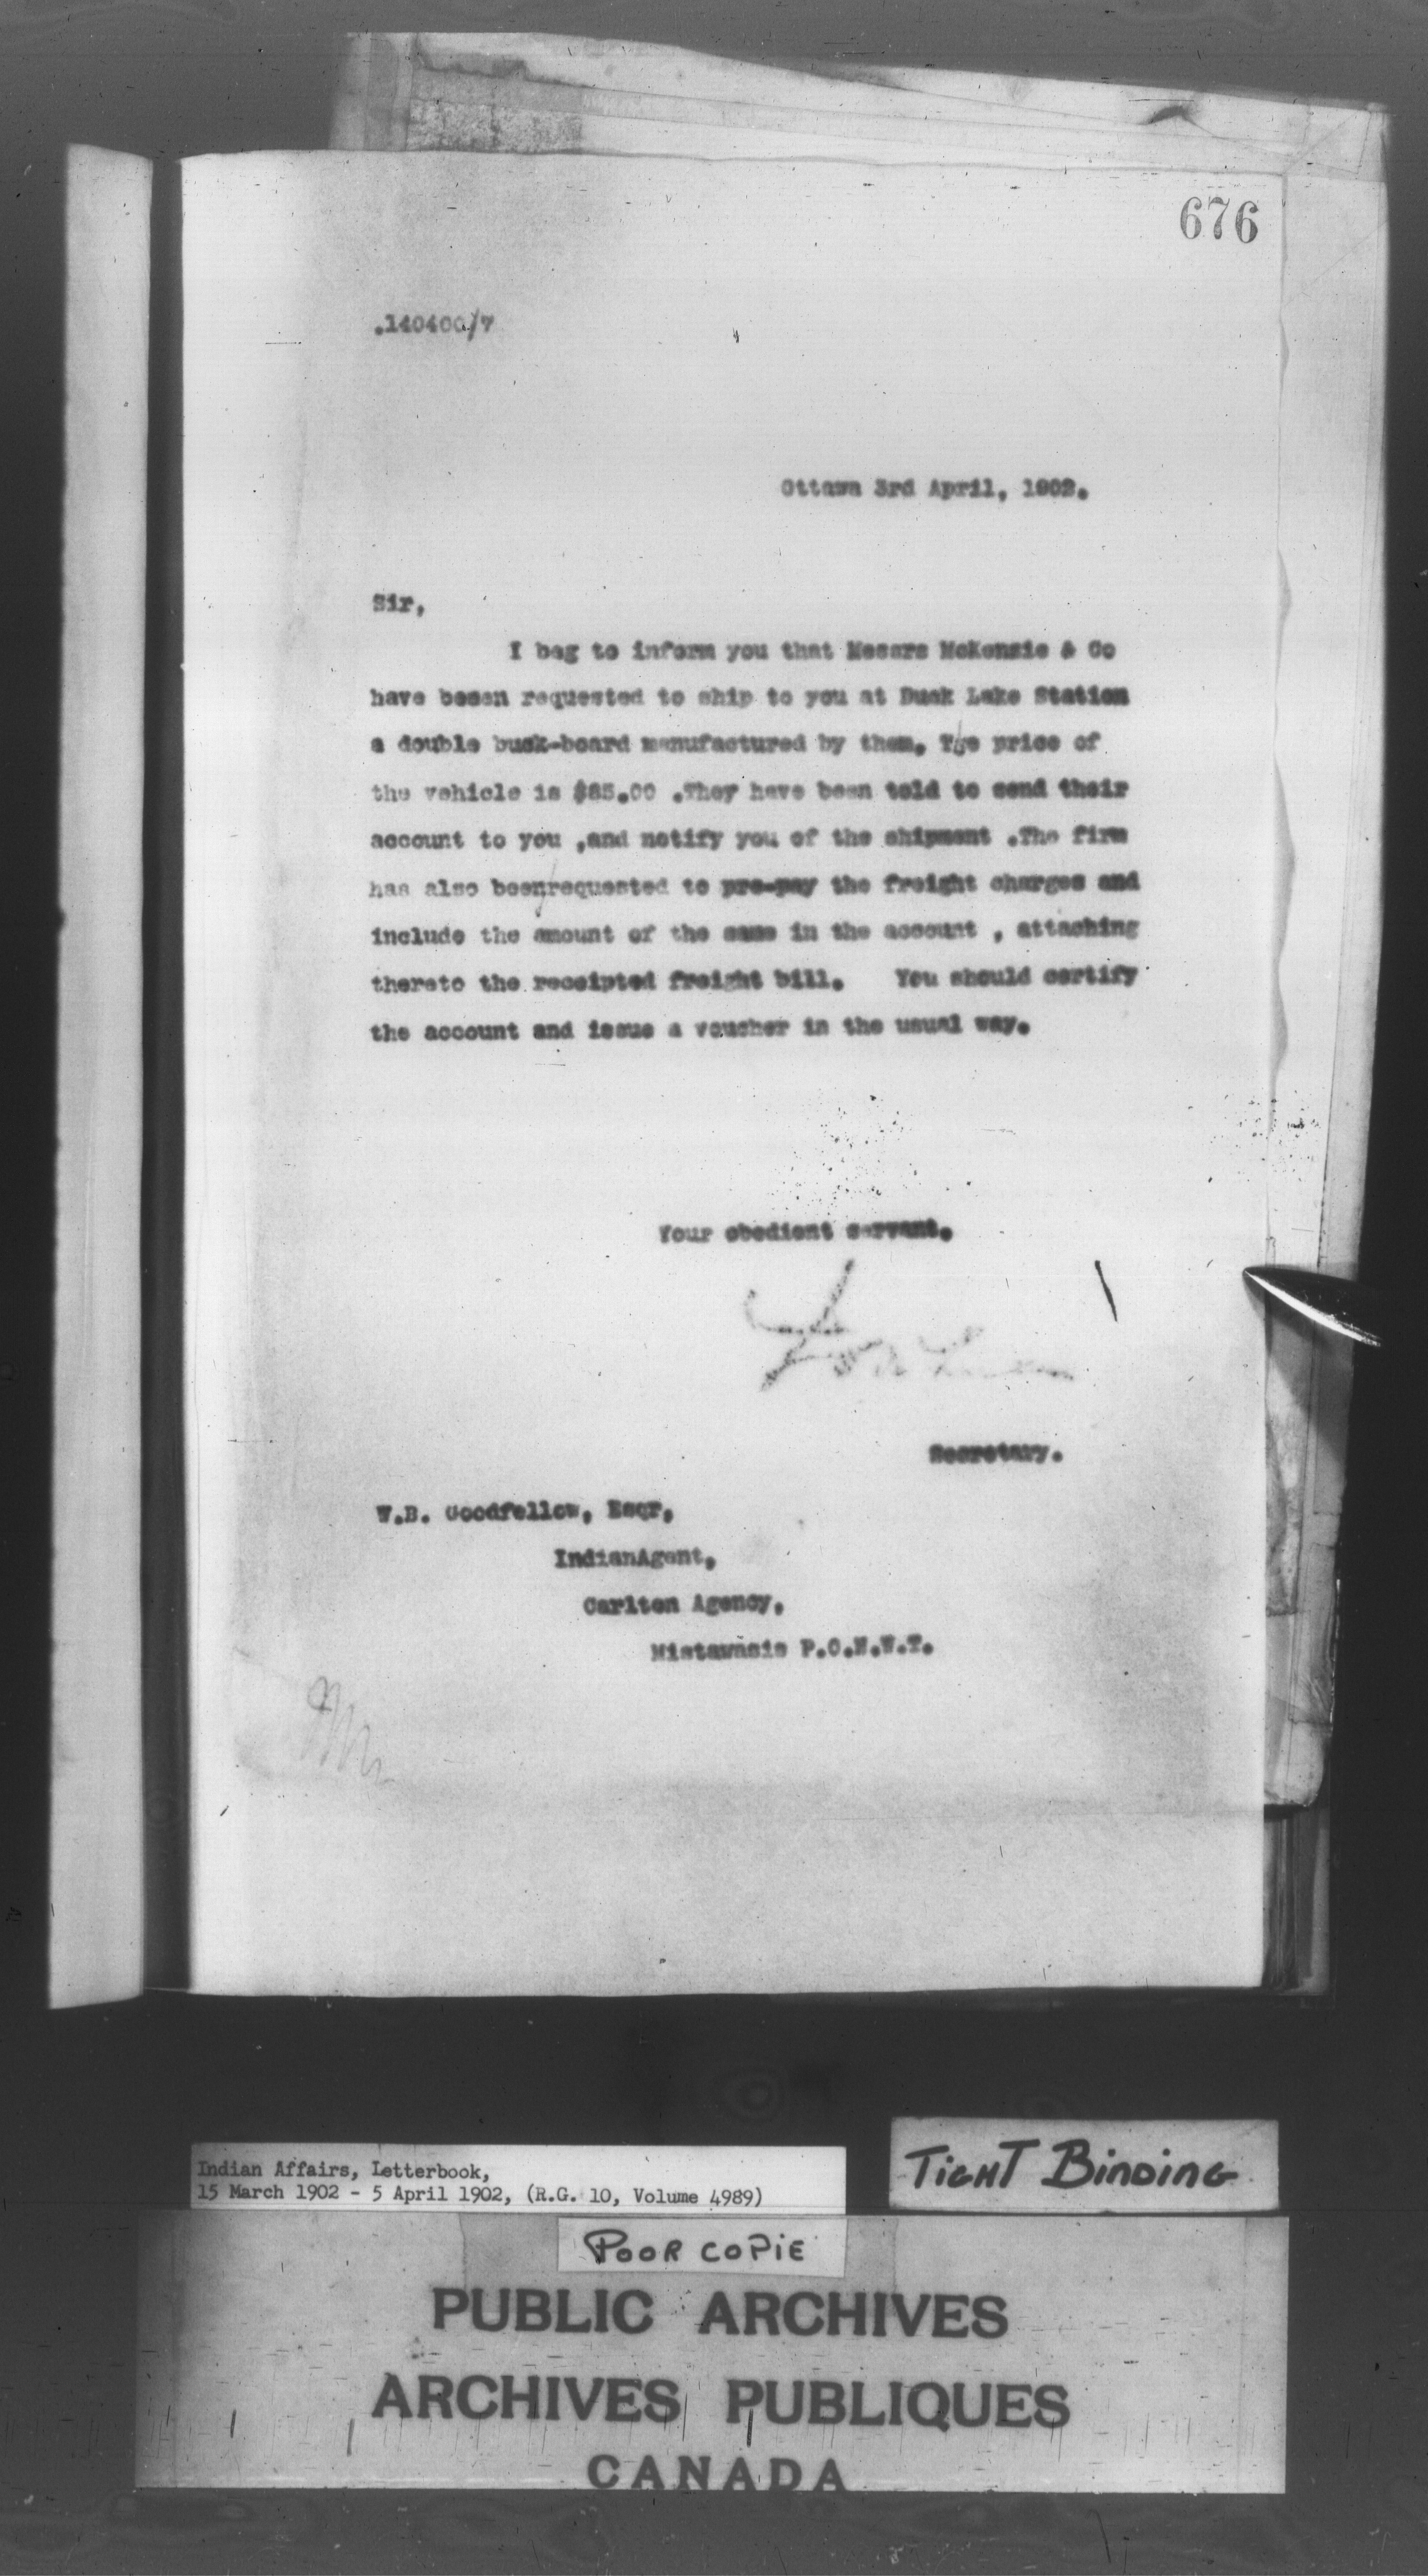 676
.140400/7
Ottawa 3rd April, 1902.
Sir,
I beg to inform you that Messrs McKenzie & Co
have beeen requested to ship to you at Duck Lake Station
a double buck-board manufactured by them. The price of
the vehicle is $85.00 .They have been told to send their
account to you ,and notify you of the shipment .The firm
has also been/requested to pre-pay the freight charges and
include the amount of the same in the account , attaching
thereto the receipted freight bill. You should certify
the account and issue a voucher in the usual way.
Your obedient servant.
Secretary.
W.B. Goodfellow, Esqr,
IndianAgent,
Carlton Agency,
Mistawasis P.O.N.W.T.
Indian Affairs, Letterbook,
15 March 1902 - 5 April 1902, (R.G. 10, Volume 4989)
TIGHT BINDING
POOR COPIE
PUBLIC ARCHIVES
ARCHIVES PUBLIQUES
CANADA